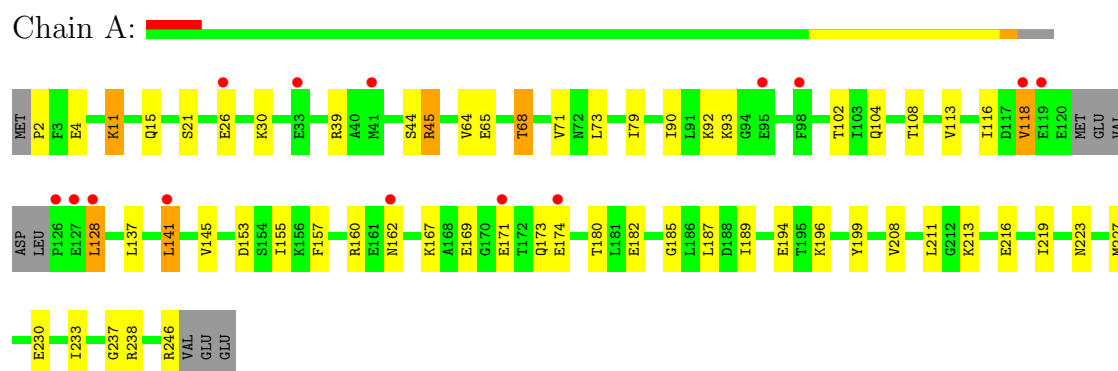 Chain A:
MET P2 F3 E4 K11 Q15 S21 E26 K30 E33 R39 A40 M41 S44 R45 V64 E65 T68 V71 N72 L73 I79 I90 L91 K92 K93 G94 E95 F98 T102 I103 Q104 T108 V113 I116 D117 V118 E119 E120 MET GLU VAL
ASP LEU P126 E127 L128 L137 L141 V145 D153 S154 I155 K156 F157 R160 E161 N162 K167 A168 E169 G170 E171 T172 Q173 E174 T180 L181 E182 G185 L186 L187 D188 I189 E194 T195 K196 Y199 V208 L211 G212 K213 E216 I219 N223 M227
E230 I233 G237 R238 R246 VAL GLU GLU